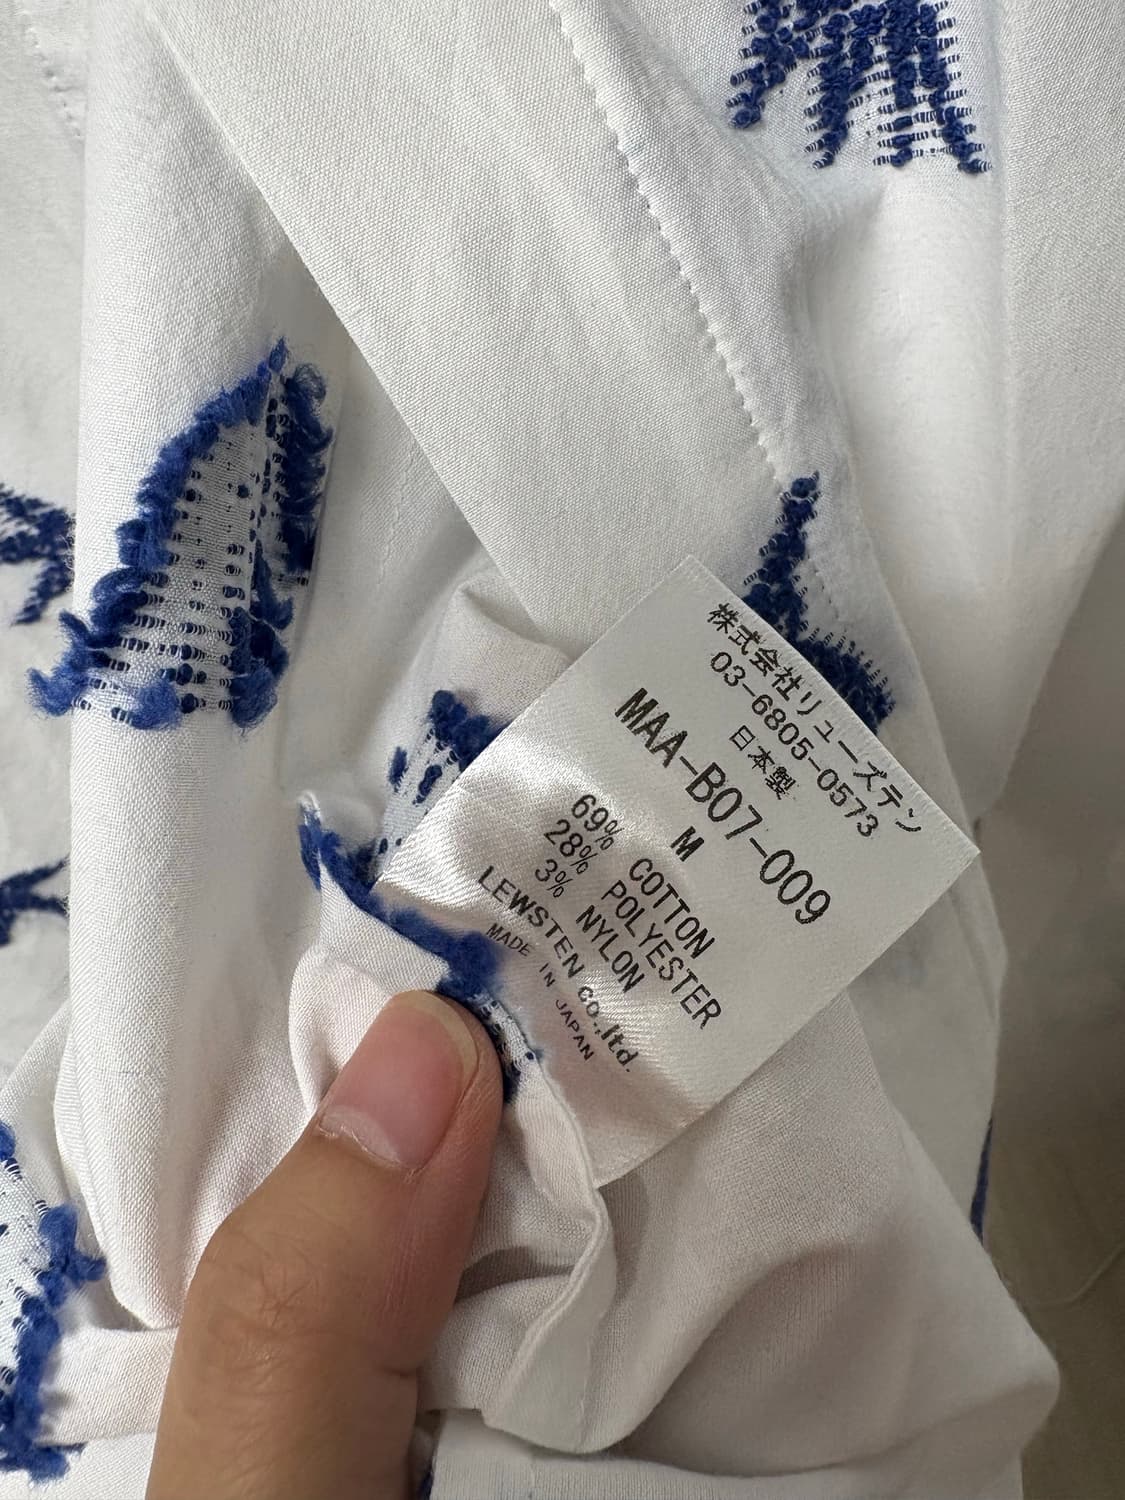 株式会社リューズテン
03-6805-0573
日本製
MAA-B07-009
M
69% COTTON
28% POLYESTER
3% NYLON
LEWSTEN co.,ltd.
MADE IN JAPAN